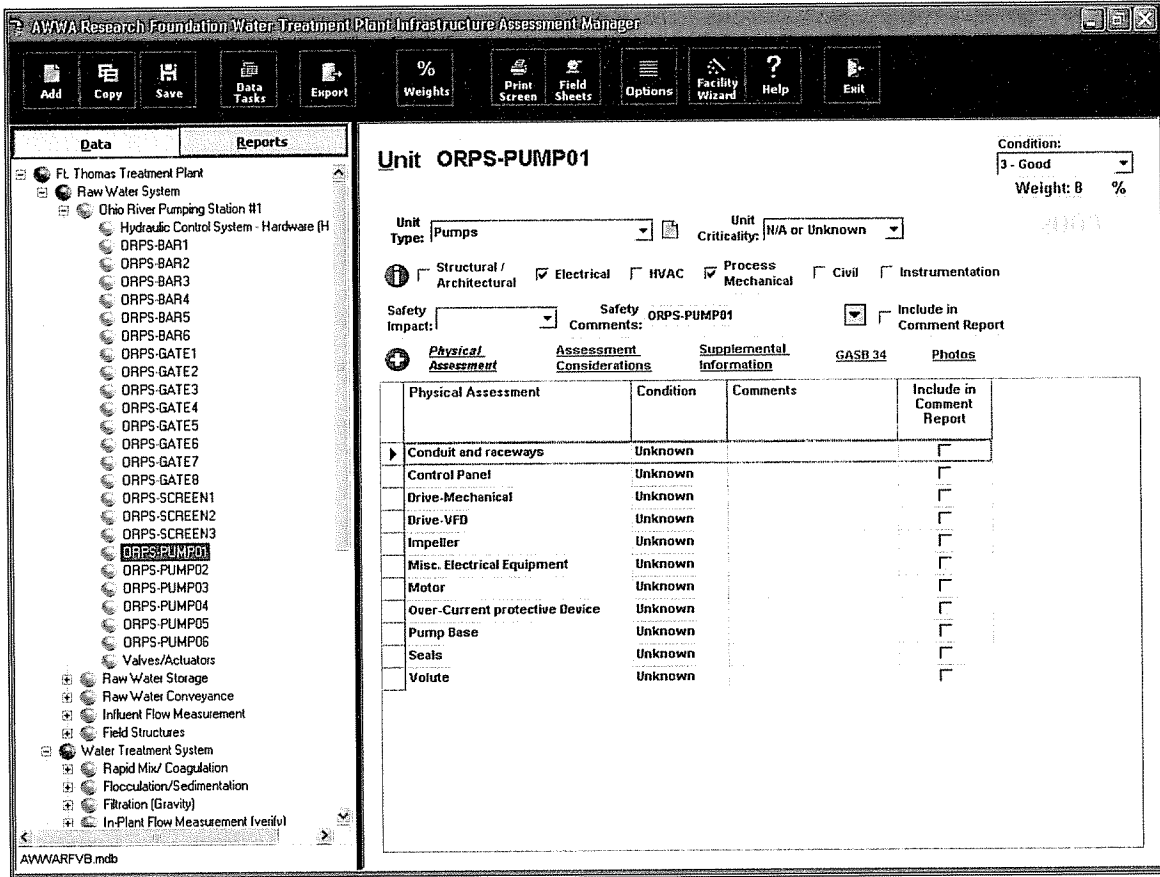 AWWA Research Foundation Water Treatment Plant Infrastructure Assessment Manager
Add
Copy
Save
Data Tasks
Export
%
Weights
Print Screen
Field Sheets
Options
Facility Wizard
?
Help
Exit
Data
Reports
Ft. Thomas Treatment Plant
Raw Water System
Ohio River Pumping Station #1
Hydraulic Control System - Hardware (H
ORPS-BAR1
ORPS-BAR2
ORPS-BAR3
ORPS-BAR4
ORPS-BAR5
ORPS-BAR6
ORPS-GATE1
ORPS-GATE2
ORPS-GATE3
ORPS-GATE4
ORPS-GATE5
ORPS-GATE6
ORPS-GATE7
ORPS-GATE8
ORPS-SCREEN1
ORPS-SCREEN2
ORPS-SCREEN3
ORPS-PUMP01
ORPS-PUMP02
ORPS-PUMP03
ORPS-PUMP04
ORPS-PUMP05
ORPS-PUMP06
Valves/Actuators
Raw Water Storage
Raw Water Conveyance
Influent Flow Measurement
Field Structures
Water Treatment System
Rapid Mix/ Coagulation
Flocculation/Sedimentation
Filtration (Gravity)
In-Plant Flow Measurement (verify)
AWWARFVB.mdb
Unit ORPS-PUMP01
Condition:
3 - Good
Weight: 8 %
Unit Type: Pumps
Unit Criticality: N/A or Unknown
Structural / Architectural
Electrical
HVAC
Process Mechanical
Civil
Instrumentation
Safety Impact:
Safety Comments: ORPS-PUMP01
Include in Comment Report
Physical Assessment
Assessment Considerations
Supplemental Information
GASB 34
Photos
Physical Assessment Condition Comments Include in Comment Report
Conduit and raceways Unknown
Control Panel Unknown
Drive-Mechanical Unknown
Drive-VFD Unknown
Impeller Unknown
Misc. Electrical Equipment Unknown
Motor Unknown
Over-Current protective Device Unknown
Pump Base Unknown
Seals Unknown
Volute Unknown